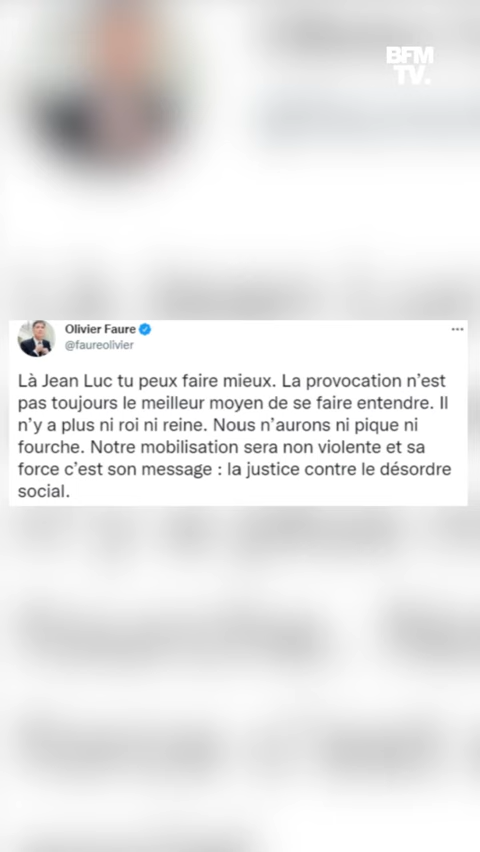 BFM
TV.
Olivier Faure
@faureolivier
Là Jean Luc tu peux faire mieux. La provocation n'est
pas toujours le meilleur moyen de se faire entendre. Il
n'y a plus ni roi ni reine. Nous n'aurons ni pique ni
fourche. Notre mobilisation sera non violente et sa
force c'est son message : la justice contre le désordre
social.